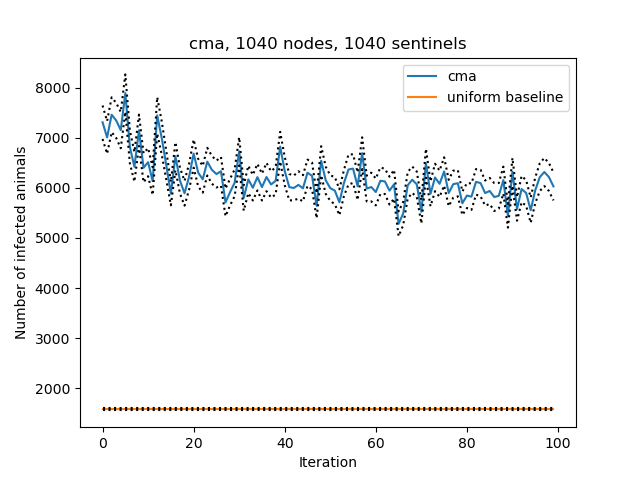 cma, 1040 nodes, 1040 sentinels
cma
uniform baseline
Number of infected animals
8000
7000
6000
5000
4000
3000
2000
0 20 40 60 80 100
Iteration